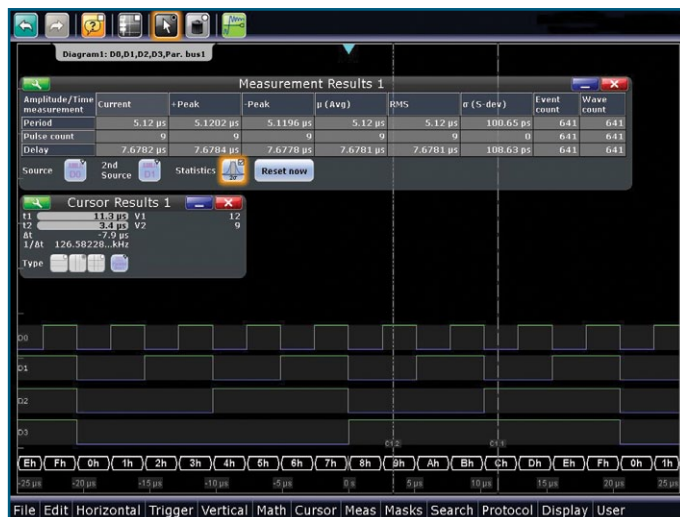 Diagram1: D0,D1,D2,D3,Par. bus1
Measurement Results 1
Amplitude/Time measurement Current +Peak -Peak µ (Avg) RMS σ (S-dev) Event count Wave count
Period 5.12 µs 5.1202 µs 5.1196 µs 5.12 µs 5.12 µs 100.65 ps 641 641
Pulse count 9 9 9 9 9 0 641 641
Delay 7.6782 µs 7.6784 µs 7.6778 µs 7.6781 µs 7.6781 µs 108.63 ps 641 641
Source D0 2nd Source D1 Statistics 2σ Reset now
Cursor Results 1
t1 11.3 µs V1 12
t2 3.4 µs V2 9
Δt -7.9 µs
1/Δt 126.58228...kHz
Type
D0
D1
D2
D3
C1.2 C1.1
Eh Fh 0h 1h 2h 3h 4h 5h 6h 7h 8h 9h Ah Bh Ch Dh Eh Fh 0h 1h
-25 µs -20 µs -15 µs -10 µs -5 µs 0 s 5 µs 10 µs 15 µs 20 µs 25 µs
File Edit Horizontal Trigger Vertical Math Cursor Meas Masks Search Protocol Display User